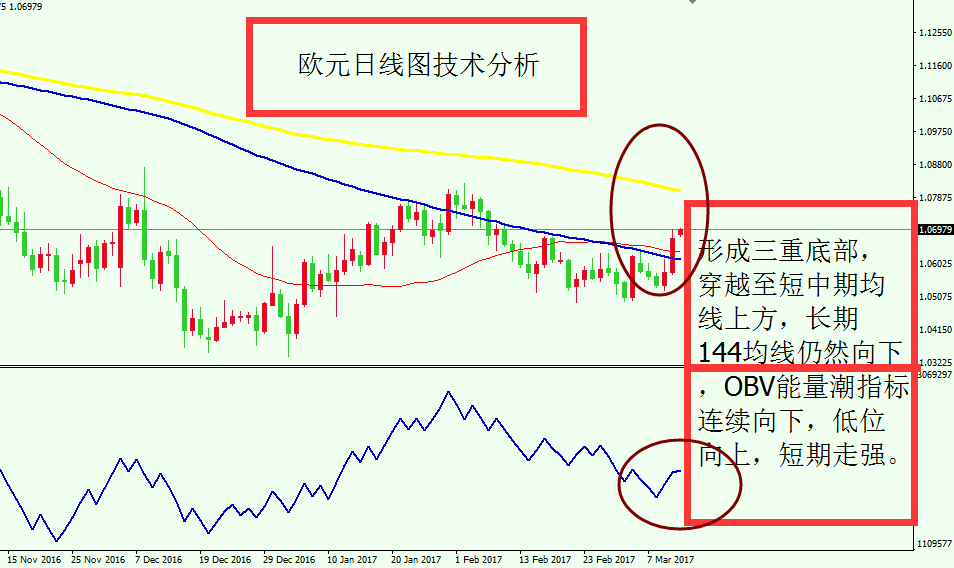 75 1.06979
欧元日线图技术分析
1.12550
1.11600
1.10675
1.09750
1.08800
1.07875
1.06979
1.06025
1.05075
1.04150
1.03225
形成三重底部，
穿越至短中期均
线上方，长期
144均线仍然向下
，OBV能量潮指标
连续向下，低位
向上，短期走强。
3069297
1109577
15 Nov 2016
25 Nov 2016
7 Dec 2016
19 Dec 2016
29 Dec 2016
10 Jan 2017
20 Jan 2017
1 Feb 2017
13 Feb 2017
23 Feb 2017
7 Mar 2017